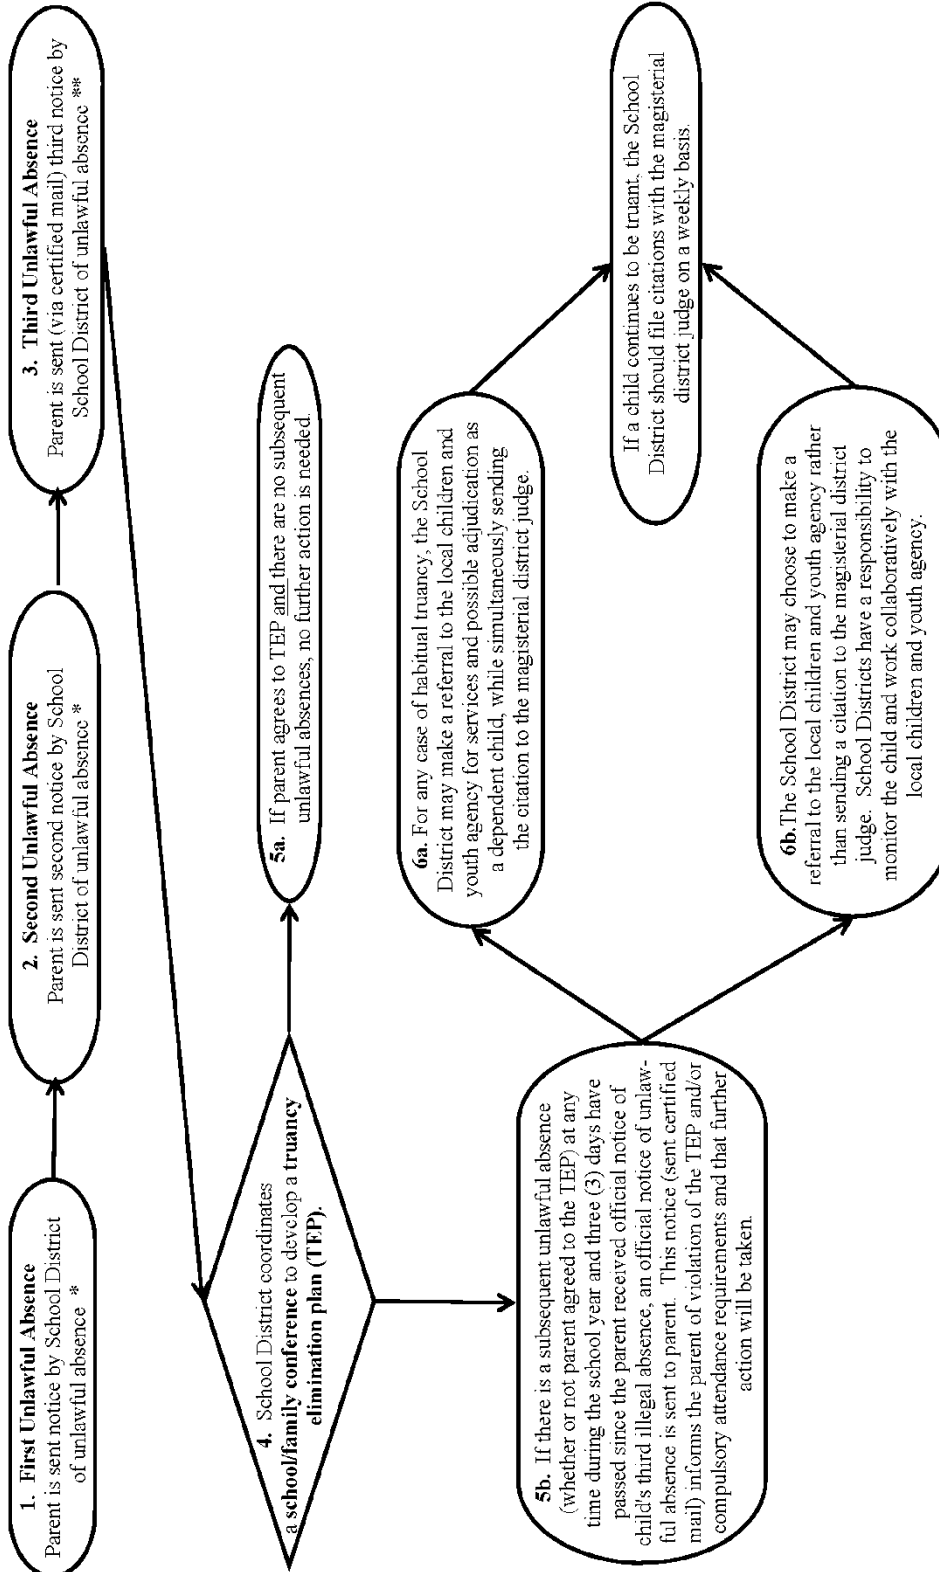 1. First Unlawful Absence
Parent is sent notice by School District
of unlawful absence *
2. Second Unlawful Absence
Parent is sent second notice by School
District of unlawful absence *
3. Third Unlawful Absence
Parent is sent (via certified mail) third notice by
School District of unlawful absence **
4. School District coordinates
a school/family conference to develop a truancy
elimination plan (TEP).
5a. If parent agrees to TEP and there are no subsequent
unlawful absences, no further action is needed.
5b. If there is a subsequent unlawful absence
(whether or not parent agreed to the TEP) at any
time during the school year and three (3) days have
passed since the parent received official notice of
child's third illegal absence, an official notice of unlaw-
ful absence is sent to parent. This notice (sent certified
mail) informs the parent of violation of the TEP and/or
compulsory attendance requirements and that further
action will be taken.
6a. For any case of habitual truancy, the School
District may make a referral to the local children and
youth agency for services and possible adjudication as
a dependent child, while simultaneously sending
the citation to the magisterial district judge.
6b.The School District may choose to make a
referral to the local children and youth agency rather
than sending a citation to the magisterial district
judge. School Districts have a responsibility to
monitor the child and work collaboratively with the
local children and youth agency.
If a child continues to be truant, the School
District should file citations with the magisterial
district judge on a weekly basis.